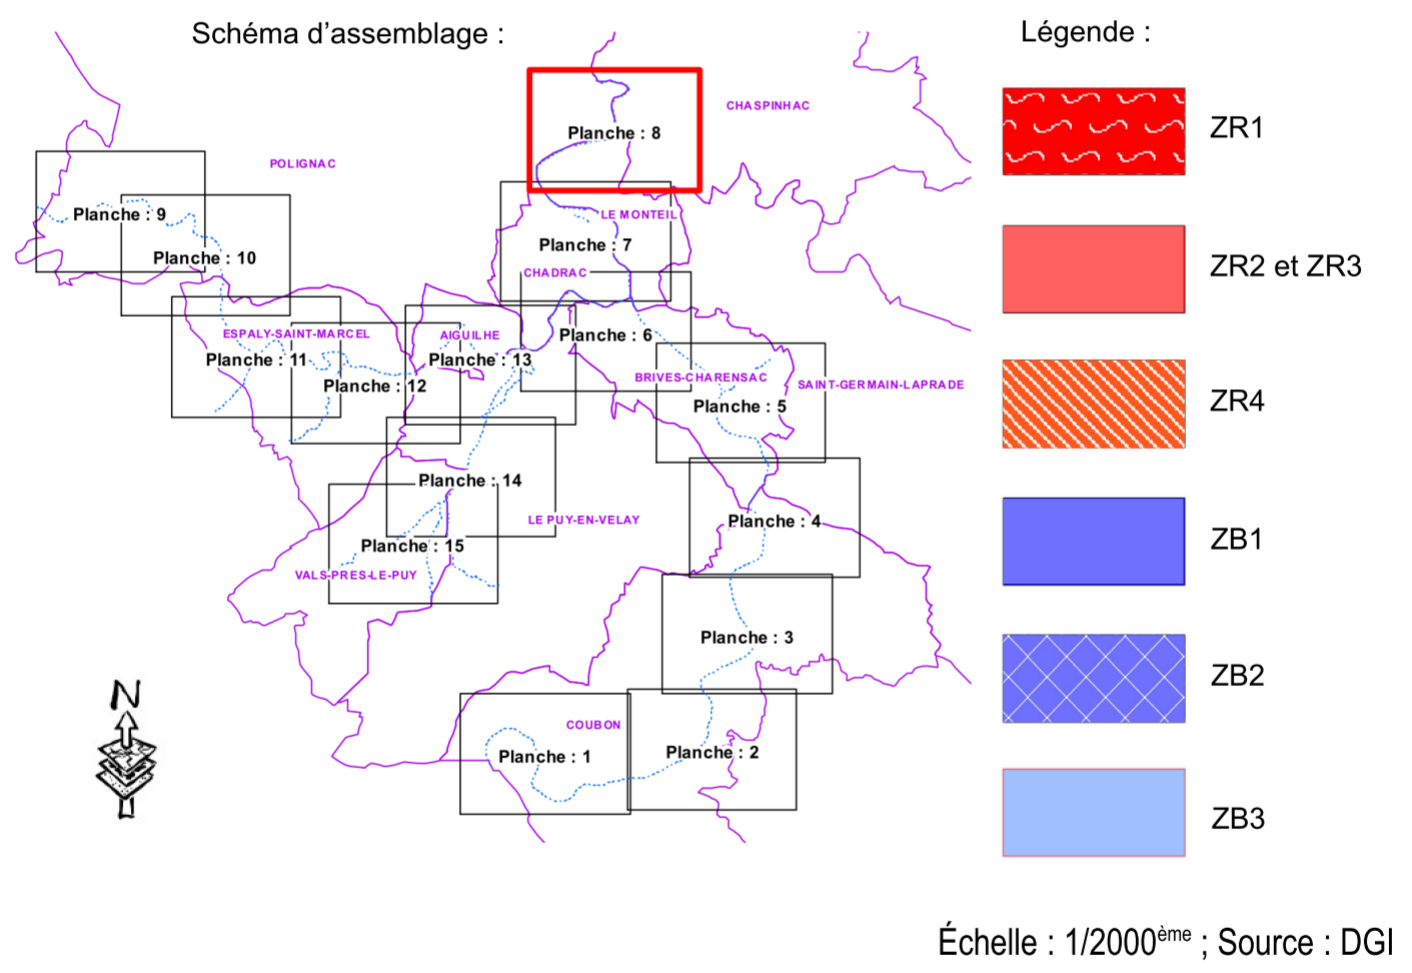 Schéma d’assemblage :
Légende :
CHASPINHAC
Planche : 8
ZR1
POLIGNAC
Planche : 9
LE MONTEIL
Planche : 7
Planche : 10
CHADRAC
ZR2 et ZR3
ESPALY-SAINT-MARCEL
AIGUILHE
Planche : 6
Planche : 11
Planche : 13
Planche : 12
BRIVES-CHARENSAC
SAINT-GERMAIN-LAPRADE
Planche : 5
ZR4
Planche : 14
LE PUY-EN-VELAY
Planche : 4
Planche : 15
ZB1
VALS-PRES-LE-PUY
Planche : 3
ZB2
N
COUBON
Planche : 1
Planche : 2
ZB3
Échelle : 1/2000ème ; Source : DGI